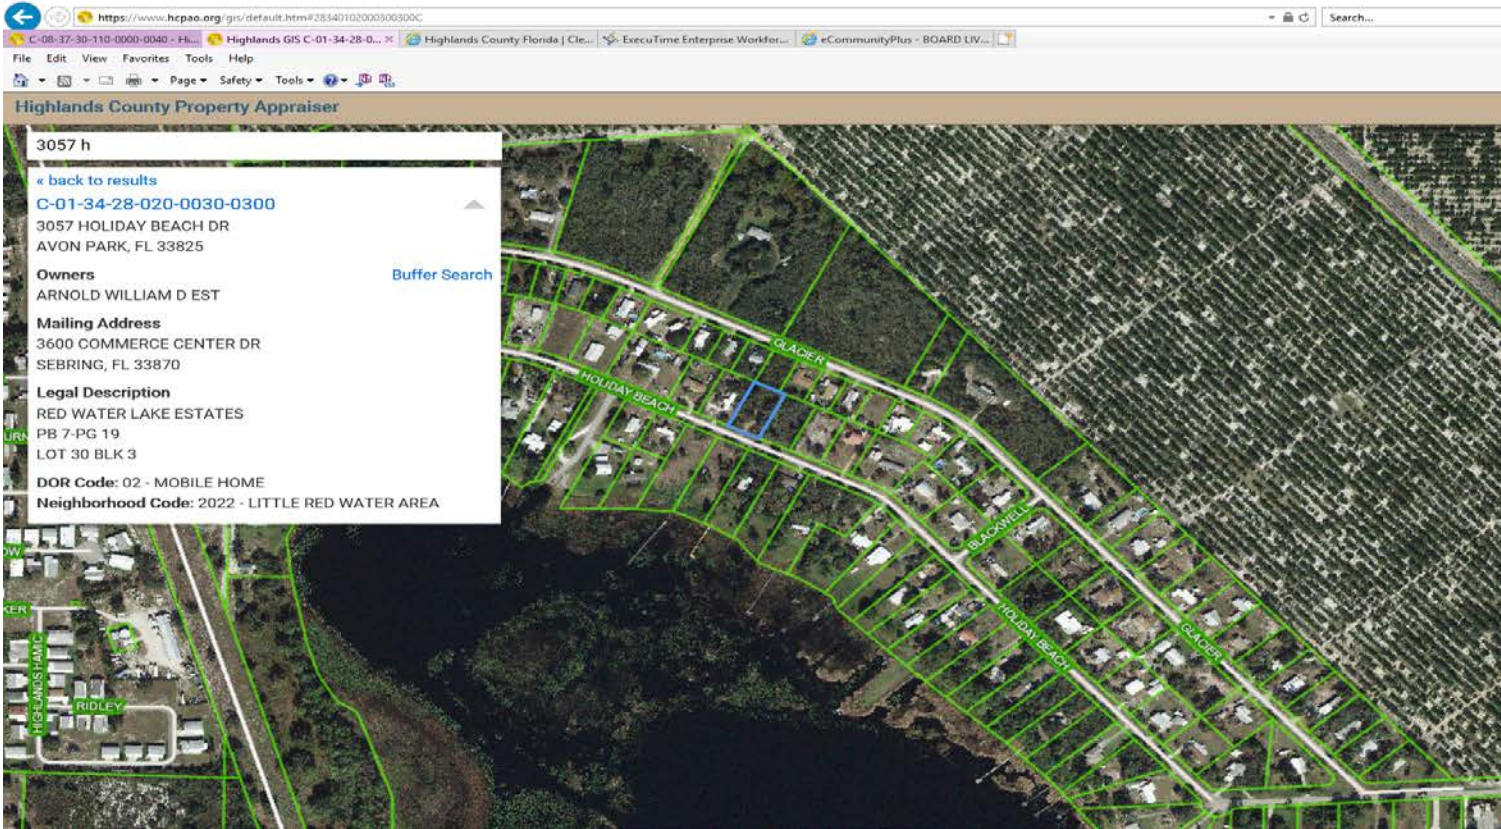 https://www.hcpao.org/gis/default.htm#28340102000300300C
Search...
C-08-37-30-110-0000-0040 - Hi...
Highlands GIS C-01-34-28-0...
Highlands County Florida | Cle...
ExecuTime Enterprise Workfor...
eCommunityPlus - BOARD LIV...
File Edit View Favorites Tools Help
Page Safety Tools
Highlands County Property Appraiser
3057 h
« back to results
C-01-34-28-020-0030-0300
3057 HOLIDAY BEACH DR
AVON PARK, FL 33825
Owners
Buffer Search
ARNOLD WILLIAM D EST
Mailing Address
3600 COMMERCE CENTER DR
SEBRING, FL 33870
Legal Description
RED WATER LAKE ESTATES
PB 7-PG 19
LOT 30 BLK 3
DOR Code: 02 - MOBILE HOME
Neighborhood Code: 2022 - LITTLE RED WATER AREA
GLACIER
HOLIDAY BEACH
BLACKWELL
HOLIDAY BEACH
GLACIER
URN
OW
KER
HIGHLANDS HAMLC
RIDLEY